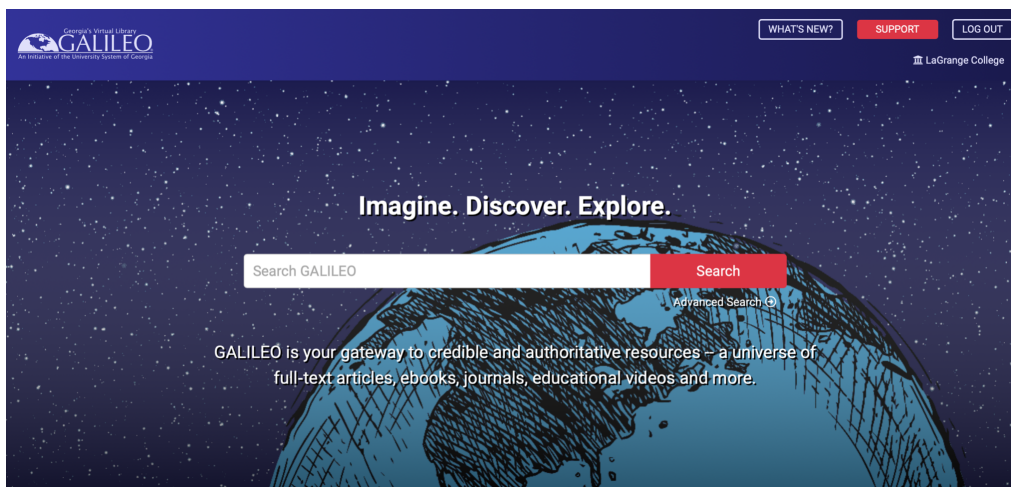 Georgia's Virtual Library
GALILEO
An Initiative of the University System of Georgia
WHAT'S NEW?
SUPPORT
LOG OUT
LaGrange College
Imagine. Discover. Explore.
Search GALILEO
Search
Advanced Search
GALILEO is your gateway to credible and authoritative resources – a universe of
full-text articles, ebooks, journals, educational videos and more.